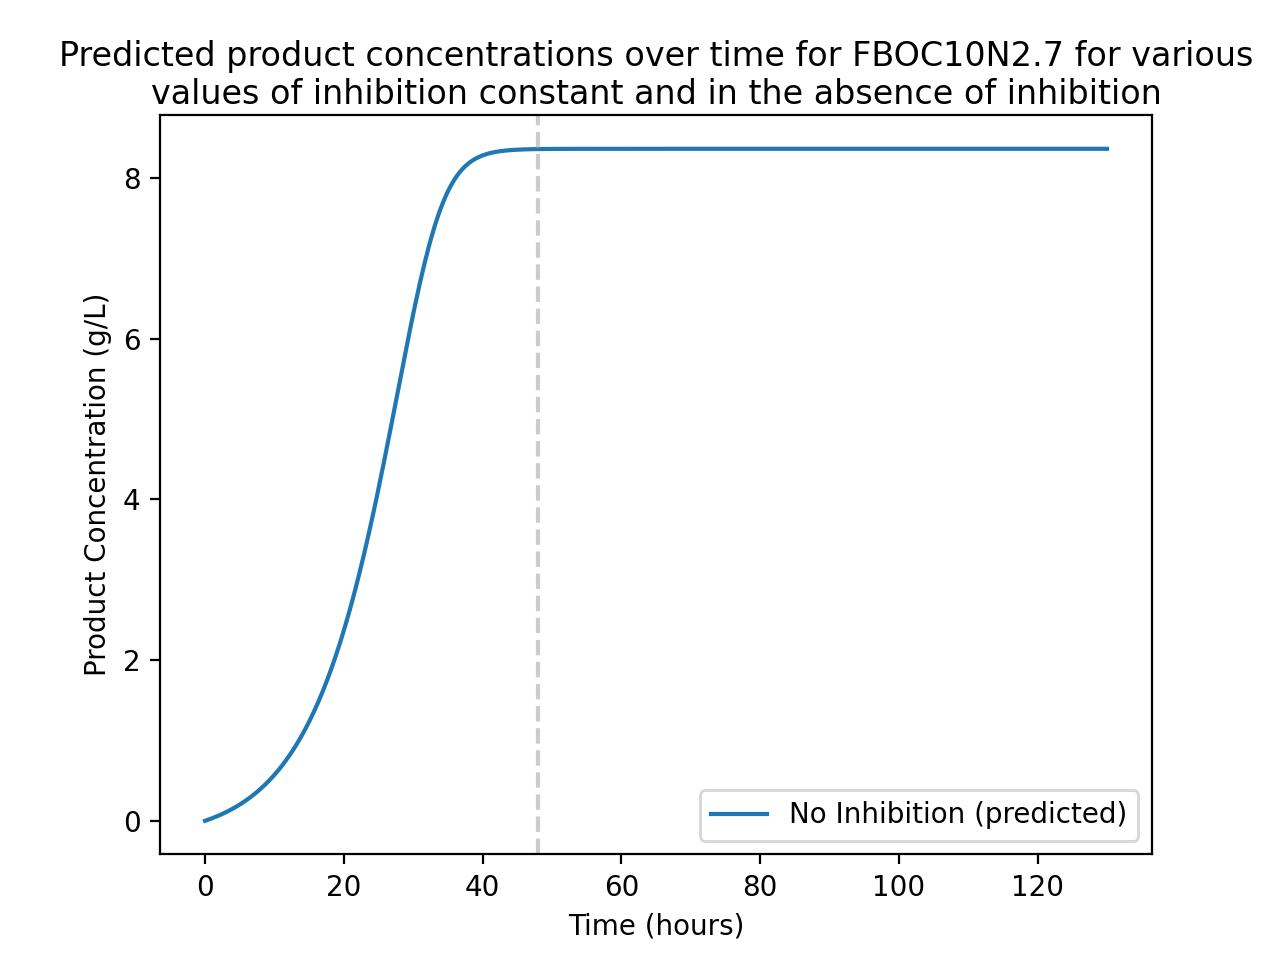 Predicted product concentrations over time for FBOC10N2.7 for various
values of inhibition constant and in the absence of inhibition
Product Concentration (g/L)
8
6
4
2
0
No Inhibition (predicted)
0 20 40 60 80 100 120
Time (hours)